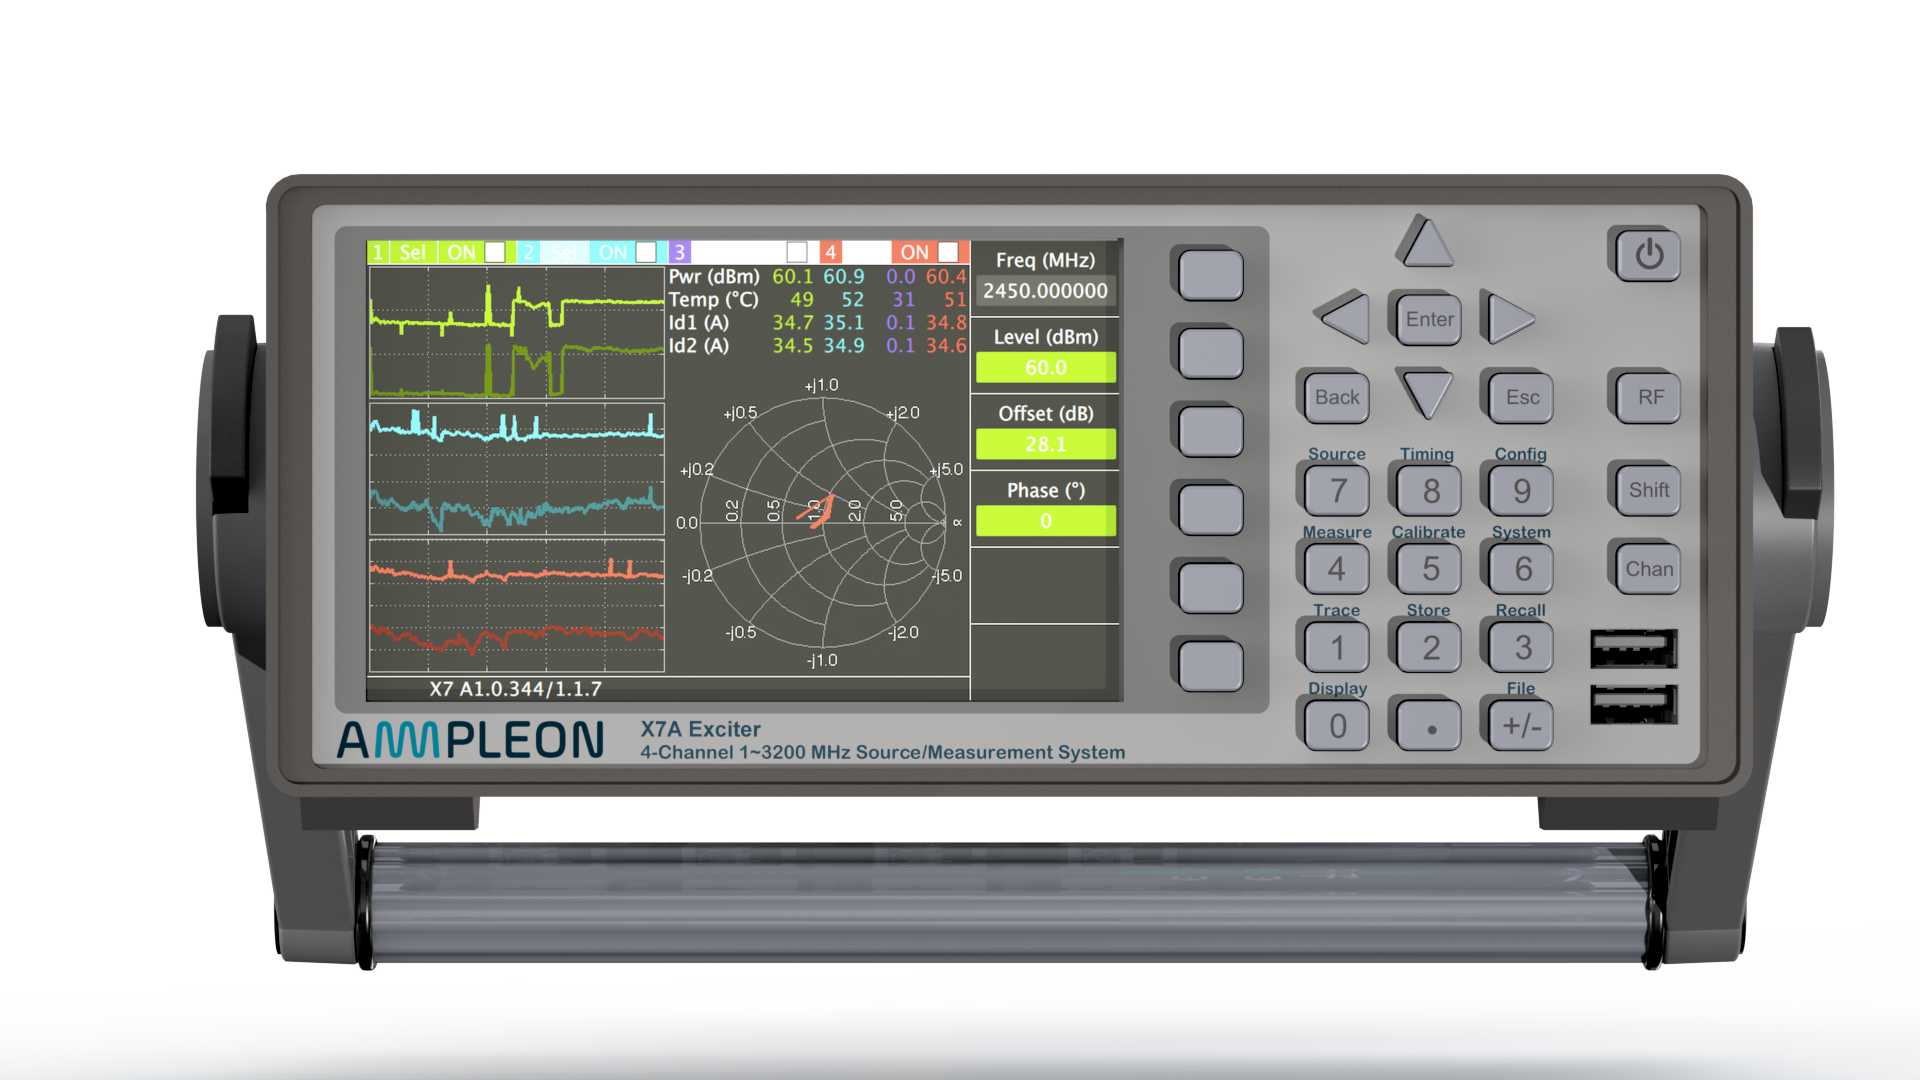 1 Sel ON 2 Sel ON 3 4 ON
Pwr (dBm) 60.1 60.9 0.0 60.4
Temp (°C) 49 52 31 51
Id1 (A) 34.7 35.1 0.1 34.8
Id2 (A) 34.5 34.9 0.1 34.6
+j1.0
+j0.5 +j2.0
+j0.2 +j5.0
0.0 0.2 0.5 1.0 2.0 5.0 ∝
-j0.2 -j5.0
-j0.5 -j2.0
-j1.0
X7 A1.0.344/1.1.7
Freq (MHz)
2450.000000
Level (dBm)
60.0
Offset (dB)
28.1
Phase (°)
0
AMPLEON
X7A Exciter
4-Channel 1~3200 MHz Source/Measurement System
Enter
Back Esc RF
Source Timing Config
7 8 9 Shift
Measure Calibrate System
4 5 6 Chan
Trace Store Recall
1 2 3
Display File
0 . +/-